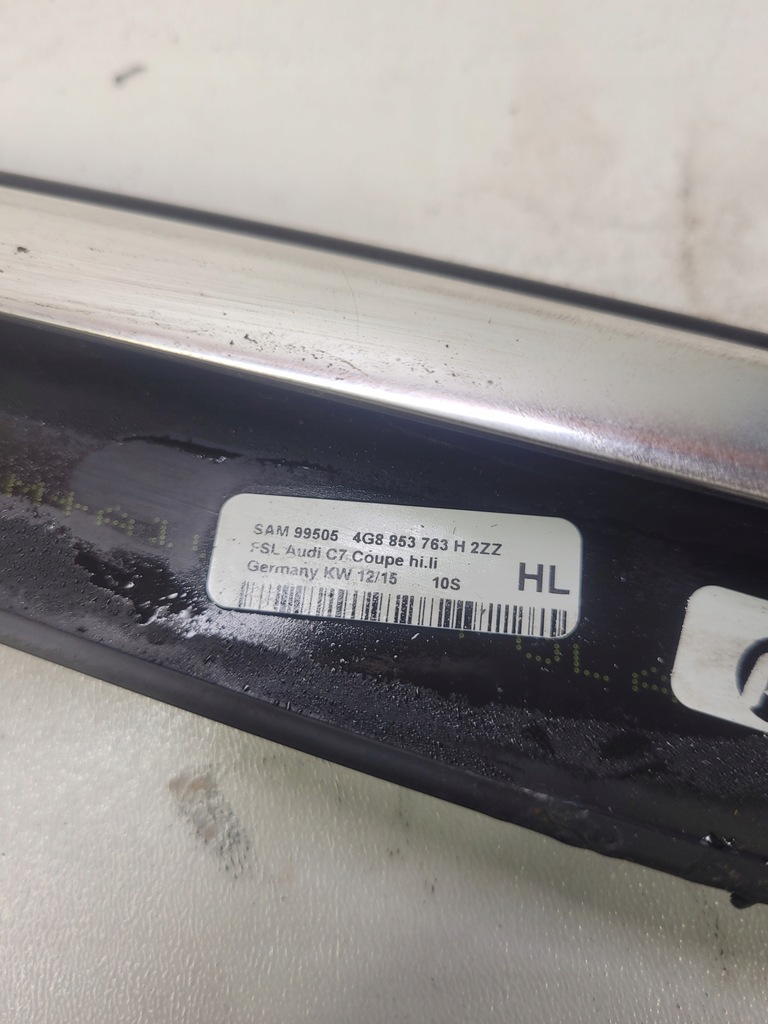 SAM 99505 4G8 853 763 H 2ZZ
FSL Audi C7 Coupe hi.li
Germany KW 12/15 10S
HL